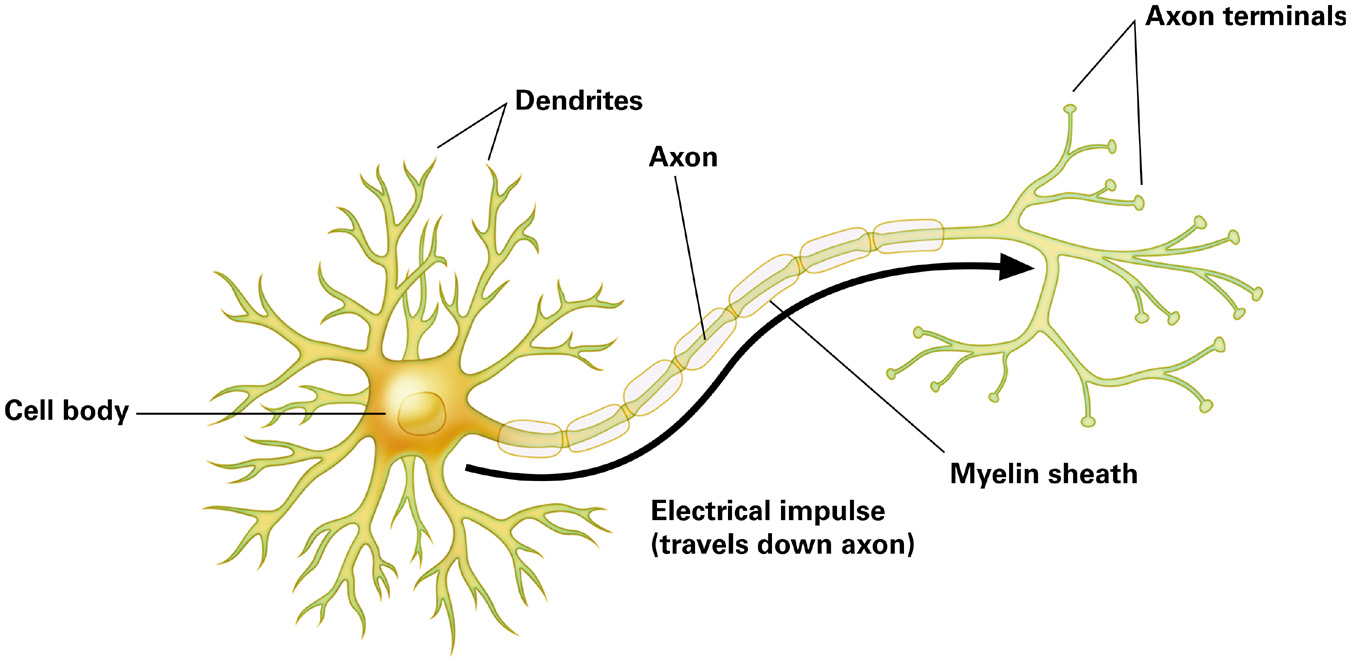 Axon terminals
Dendrites
Axon
Cell body
Myelin sheath
Electrical impulse
(travels down axon)